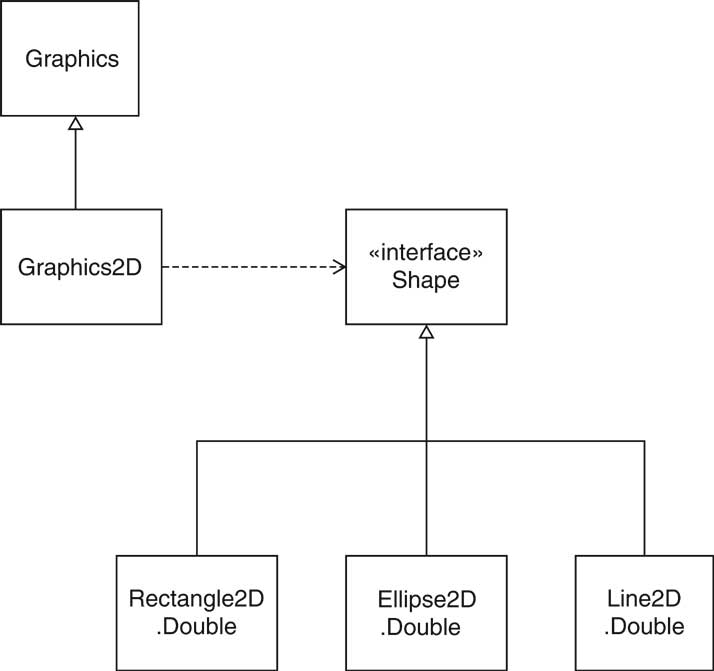 Graphics
Graphics2D
«interface»
Shape
Rectangle2D
.Double
Ellipse2D
.Double
Line2D
.Double